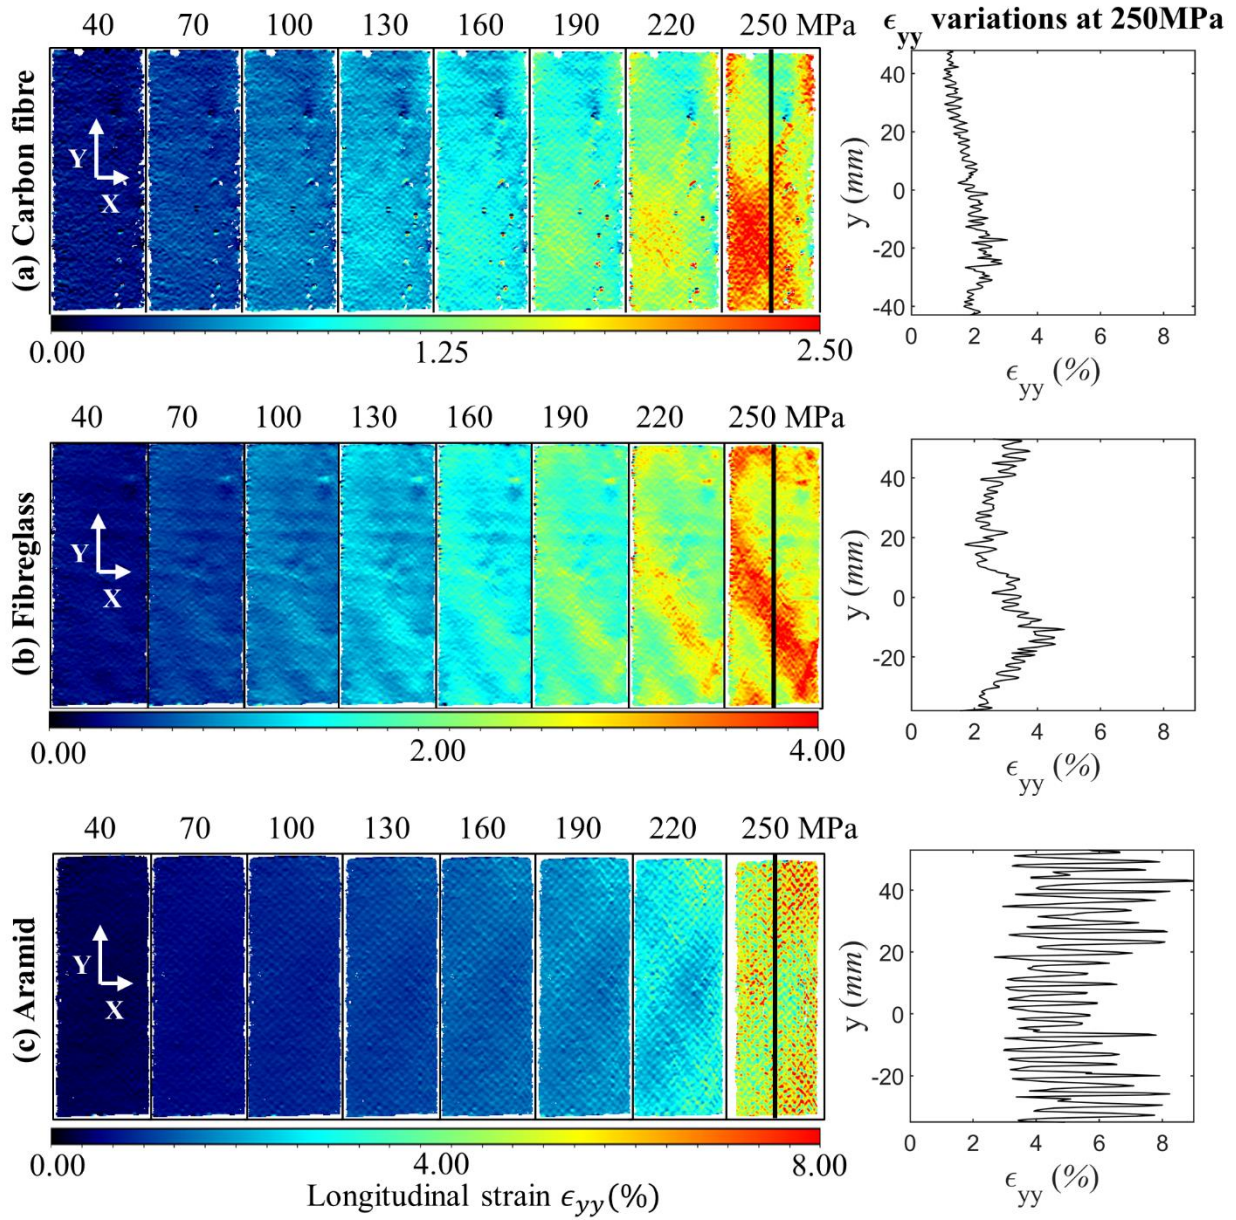 40 70 100 130 160 190 220 250 MPa
ϵyy variations at 250MPa
(a) Carbon fibre
Y
X
0.00 1.25 2.50
y (mm)
40
20
0
-20
-40
0 2 4 6 8
ϵyy (%)
40 70 100 130 160 190 220 250 MPa
(b) Fibreglass
Y
X
0.00 2.00 4.00
y (mm)
40
20
0
-20
0 2 4 6 8
ϵyy (%)
40 70 100 130 160 190 220 250 MPa
(c) Aramid
Y
X
0.00 4.00 8.00
Longitudinal strain ϵyy(%)
y (mm)
40
20
0
-20
0 2 4 6 8
ϵyy (%)